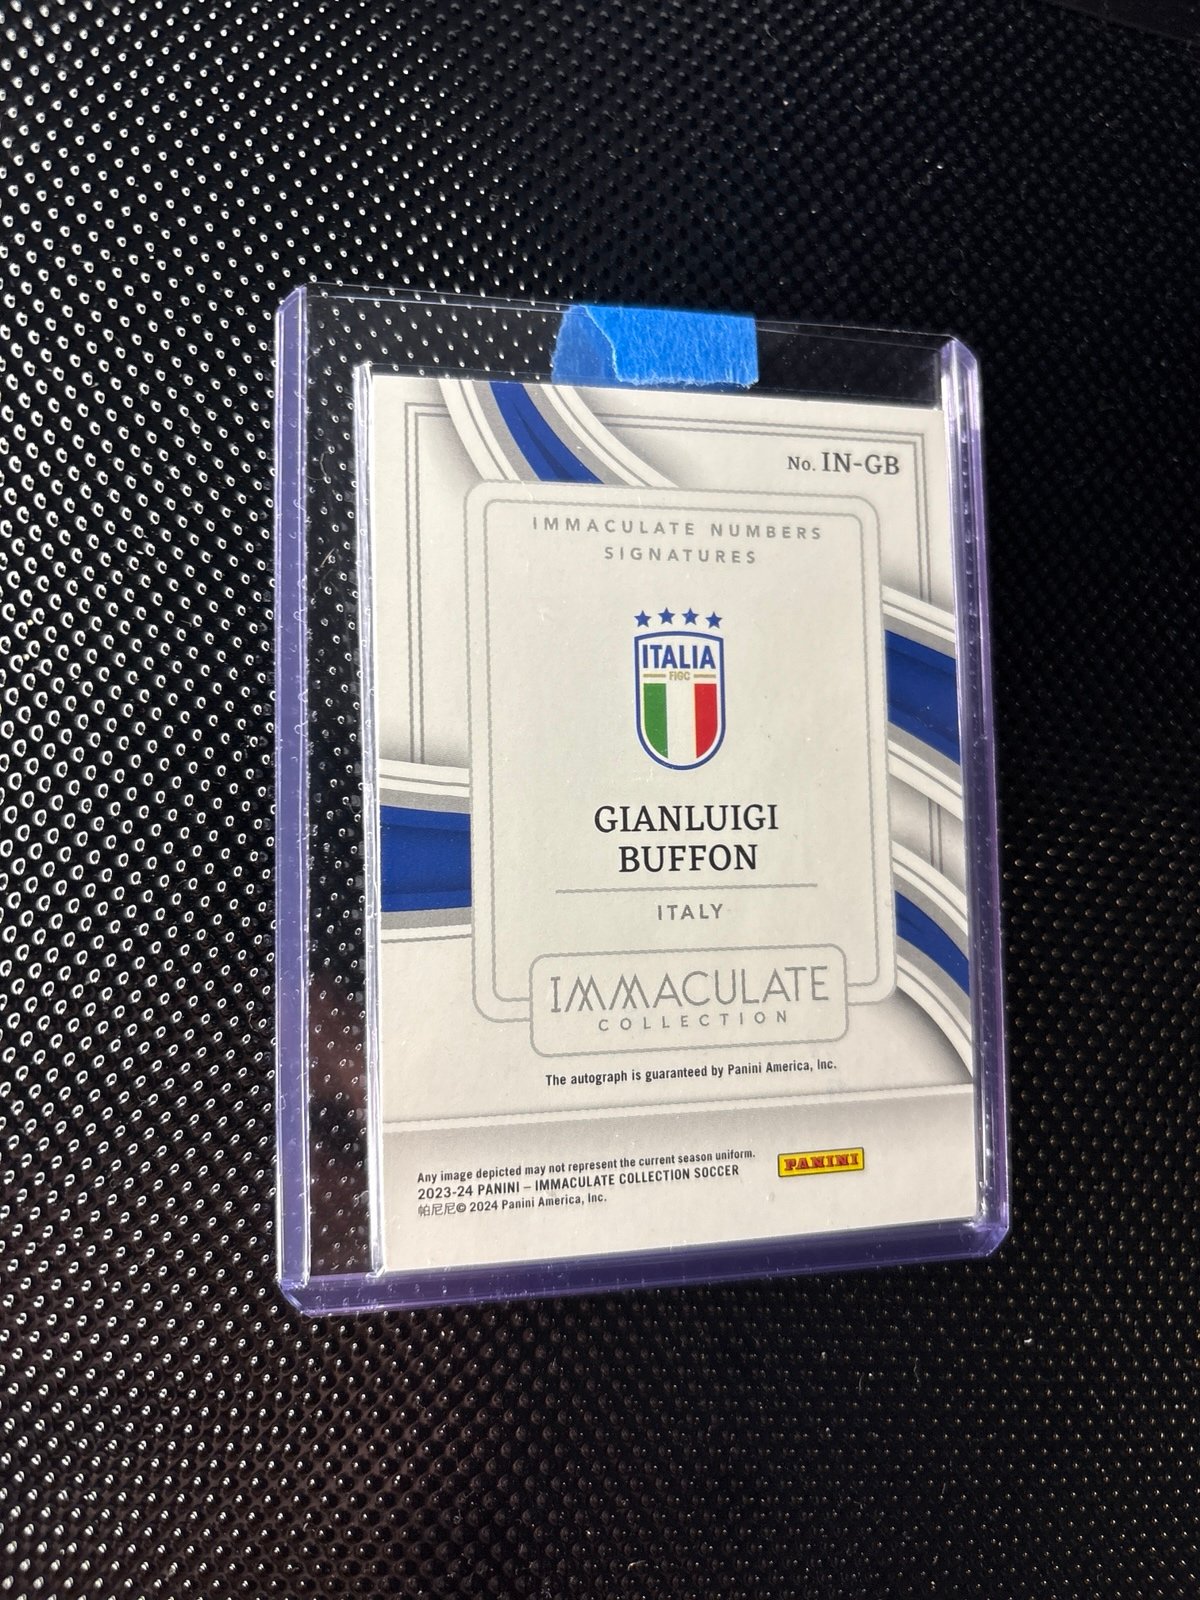 No. IN-GB
IMMACULATE NUMBERS
SIGNATURES
ITALIA
FIGC
GIANLUIGI
BUFFON
ITALY
IMMACULATE
COLLECTION
The autograph is guaranteed by Panini America, Inc.
Any image depicted may not represent the current season uniform.
2023-24 PANINI – IMMACULATE COLLECTION SOCCER
帕尼尼© 2024 Panini America, Inc.
PANINI